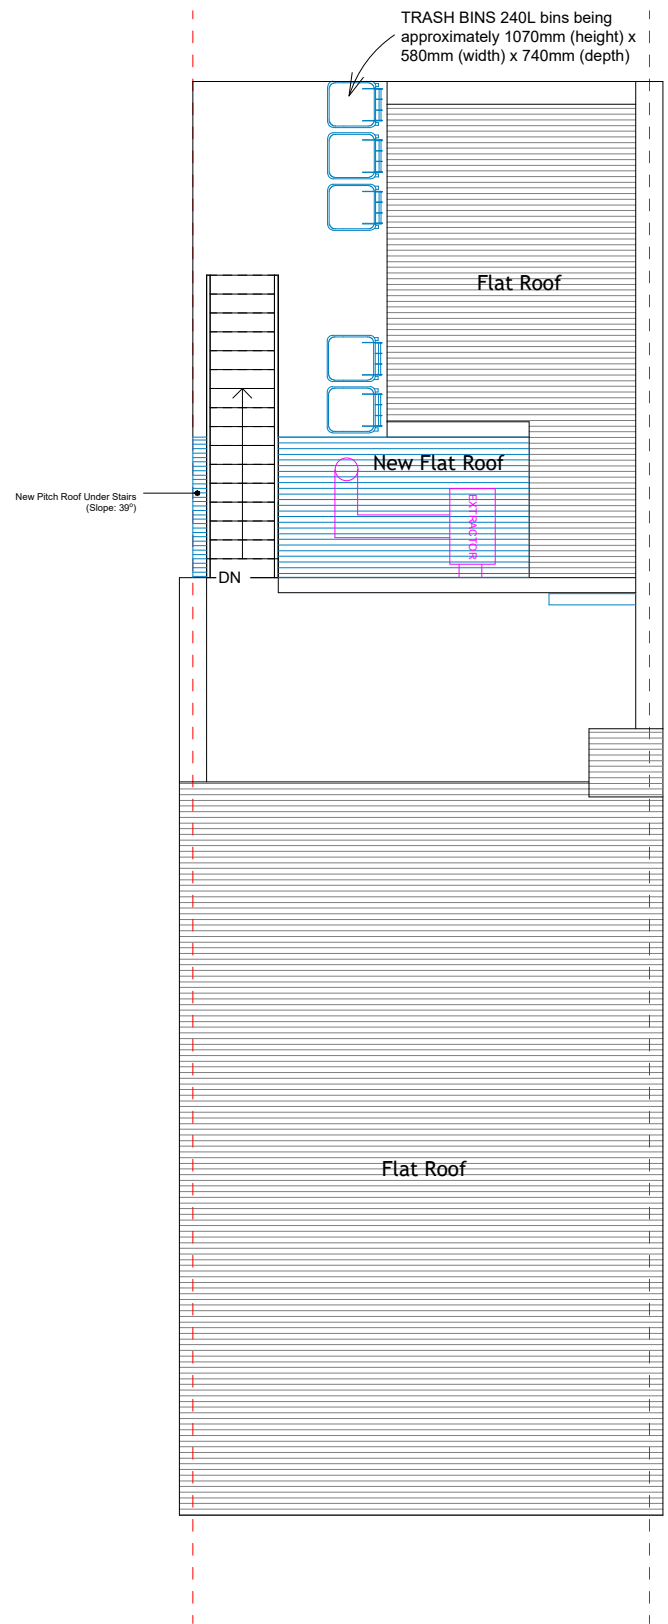 TRASH BINS 240L bins being
approximately 1070mm (height) x
580mm (width) x 740mm (depth)
Flat Roof
New Flat Roof
EXTRACTOR
New Pitch Roof Under Stairs
(Slope: 39°)
DN
Flat Roof